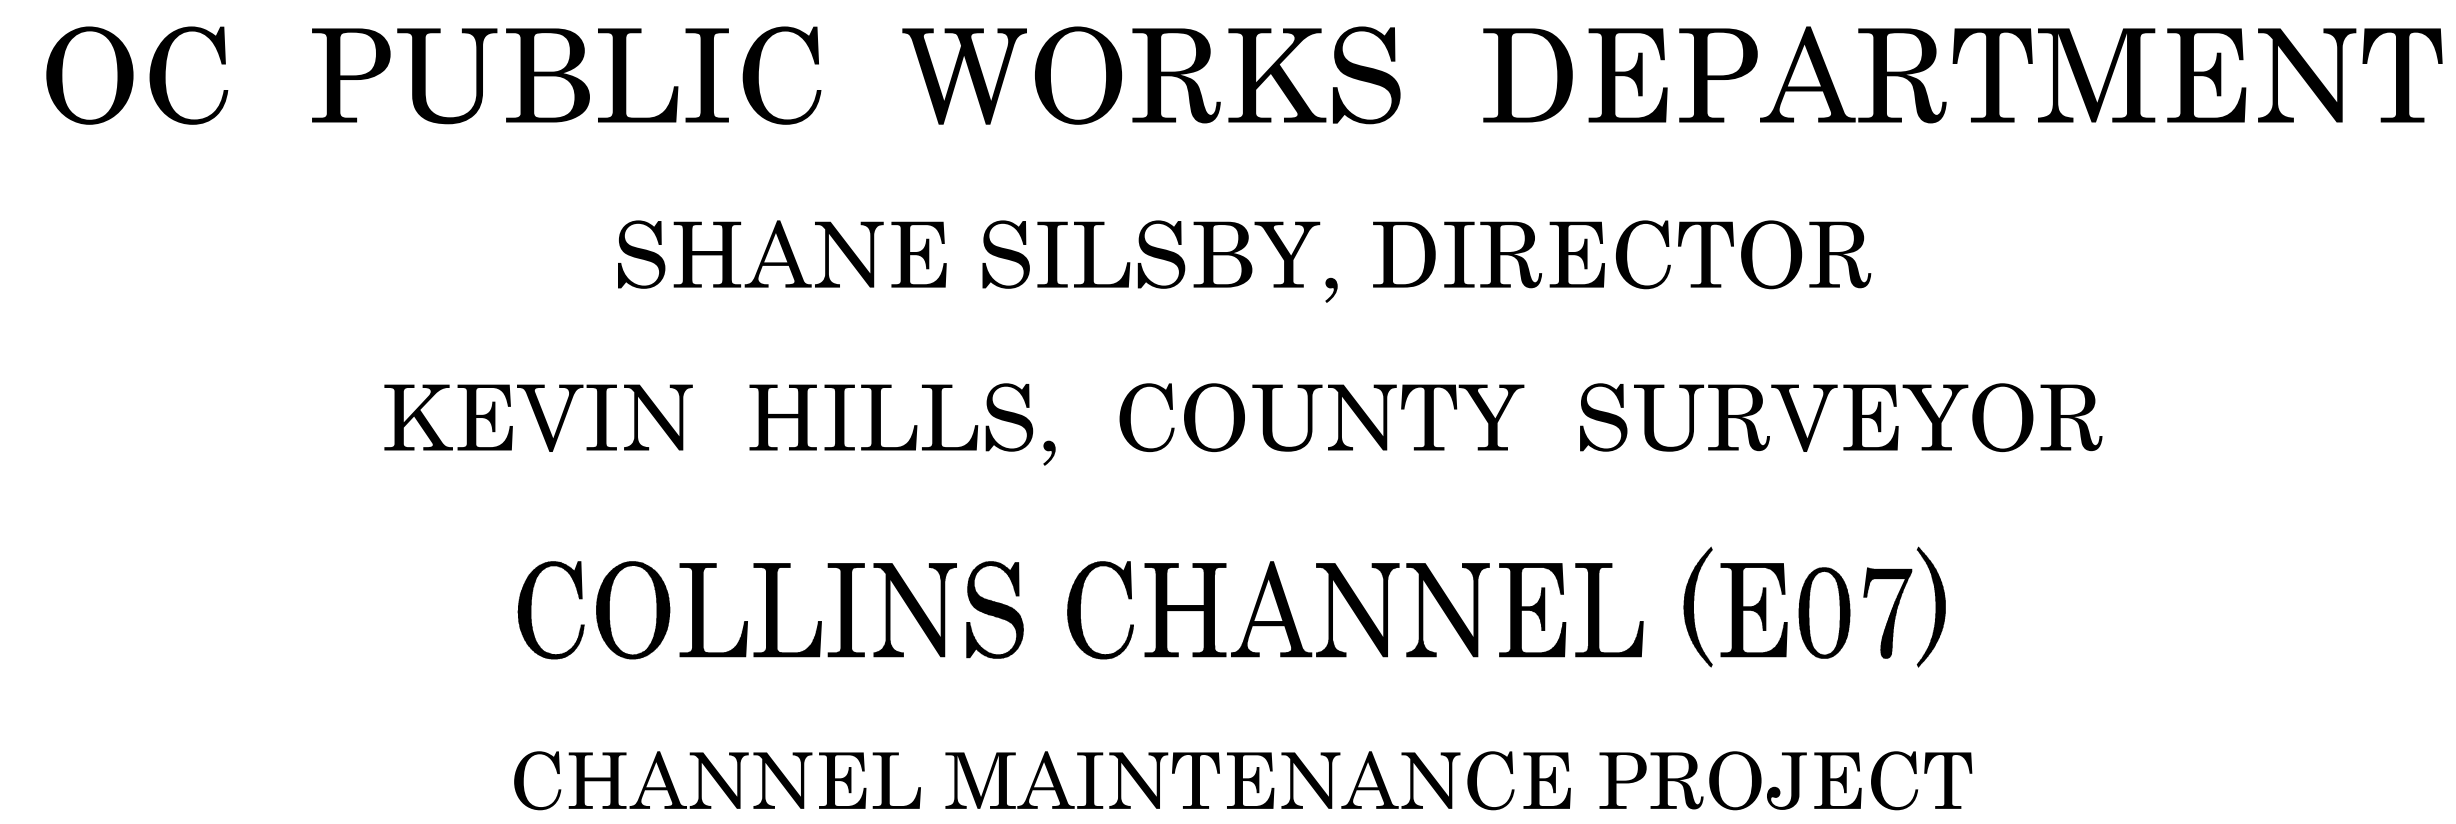 OC PUBLIC WORKS DEPARTMENT
SHANE SILSBY, DIRECTOR
KEVIN HILLS, COUNTY SURVEYOR
COLLINS CHANNEL (E07)
CHANNEL MAINTENANCE PROJECT